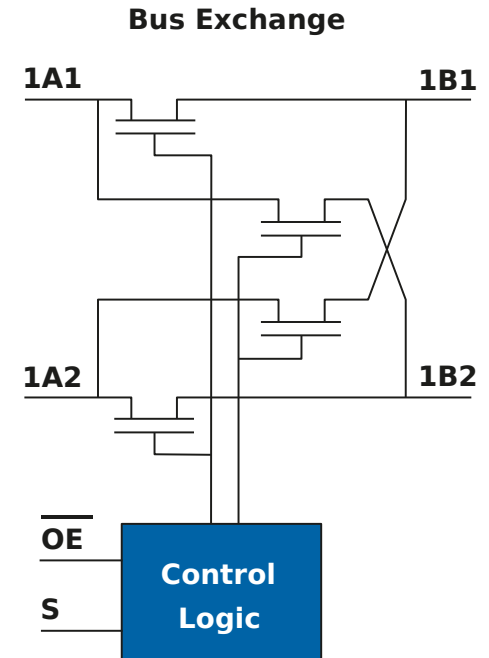 Bus Exchange
1A1
1B1
1A2
1B2
OE
S
Control
Logic